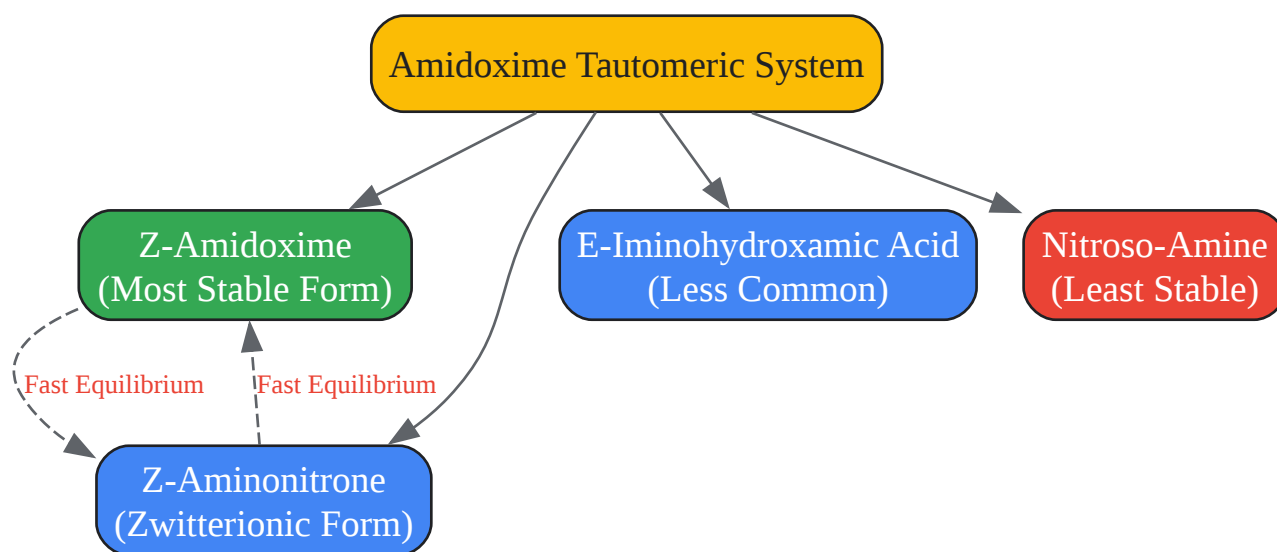 Amidoxime Tautomeric System
Z-Amidoxime
(Most Stable Form)
E-Iminohydroxamic Acid
(Less Common)
Nitroso-Amine
(Least Stable)
Fast Equilibrium
Fast Equilibrium
Z-Aminonitrone
(Zwitterionic Form)